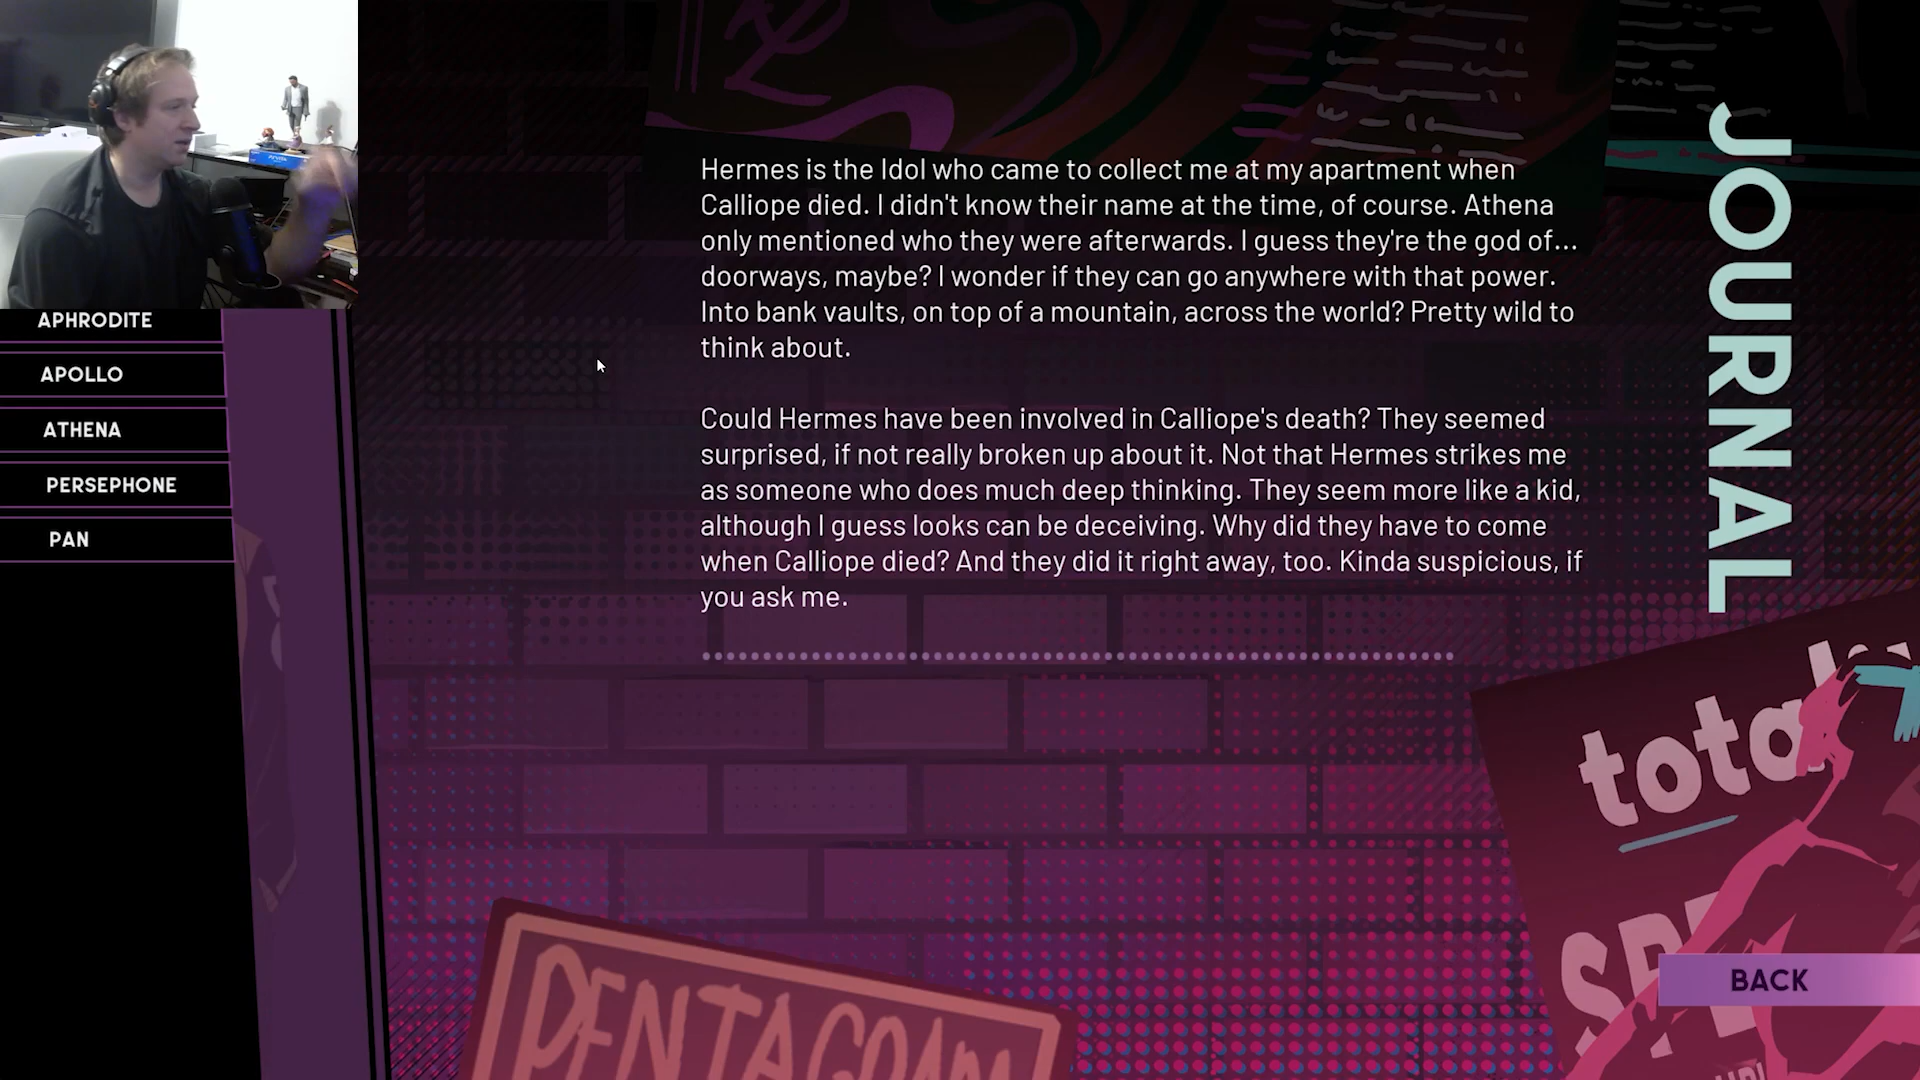 Hermes is the Idol who came to collect me at my apartment when
Calliope died. I didn't know their name at the time, of course. Athena
only mentioned who they were afterwards. I guess they're the god of...
doorways, maybe? I wonder if they can go anywhere with that power.
Into bank vaults, on top of a mountain, across the world? Pretty wild to
think about.
Could Hermes have been involved in Calliope's death? They seemed
surprised, if not really broken up about it. Not that Hermes strikes me
as someone who does much deep thinking. They seem more like a kid,
although I guess looks can be deceiving. Why did they have to come
when Calliope died? And they did it right away, too. Kinda suspicious, if
you ask me.
APHRODITE
APOLLO
ATHENA
PERSEPHONE
PAN
JOURNAL
PENTAGRAM
BACK